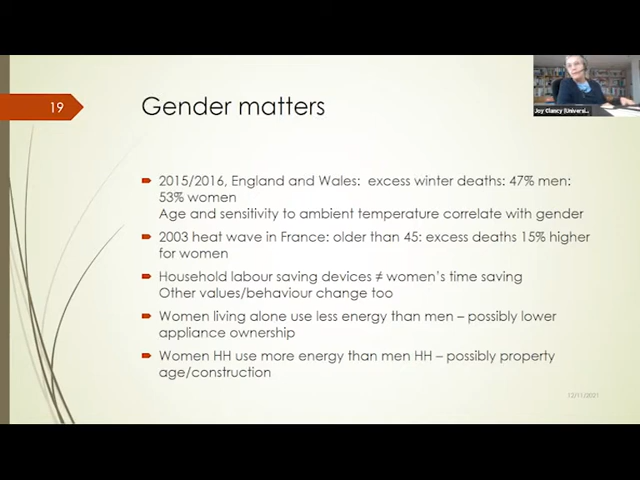 19
Gender matters
Joy Clancy (Universi...
2015/2016, England and Wales: excess winter deaths: 47% men:
53% women
Age and sensitivity to ambient temperature correlate with gender
2003 heat wave in France: older than 45: excess deaths 15% higher
for women
Household labour saving devices ≠ women's time saving
Other values/behaviour change too
Women living alone use less energy than men – possibly lower
appliance ownership
Women HH use more energy than men HH – possibly property
age/construction
12/11/2021